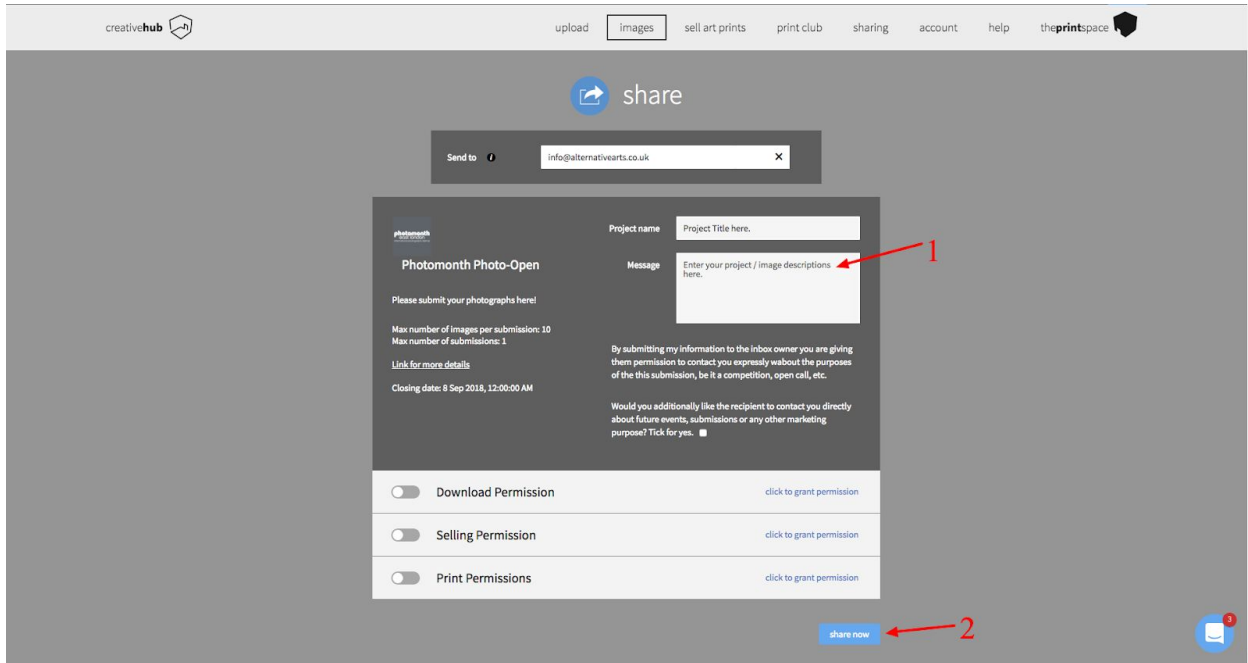 creativehub
upload images sell art prints print club sharing account help theprintspace
share
Send to i info@alternativearts.co.uk ×
photomonth
Photomonth Photo-Open
Please submit your photographs here!
Max number of images per submission: 10
Max number of submissions: 1
Link for more details
Closing date: 8 Sep 2018, 12:00:00 AM
Project name Project Title here.
Message Enter your project / image descriptions
here.
1
By submitting my information to the inbox owner you are giving
them permission to contact you expressly wabout the purposes
of the this submission, be it a competition, open call, etc.
Would you additionally like the recipient to contact you directly
about future events, submissions or any other marketing
purpose? Tick for yes.
Download Permission click to grant permission
Selling Permission click to grant permission
Print Permissions click to grant permission
share now
2
3